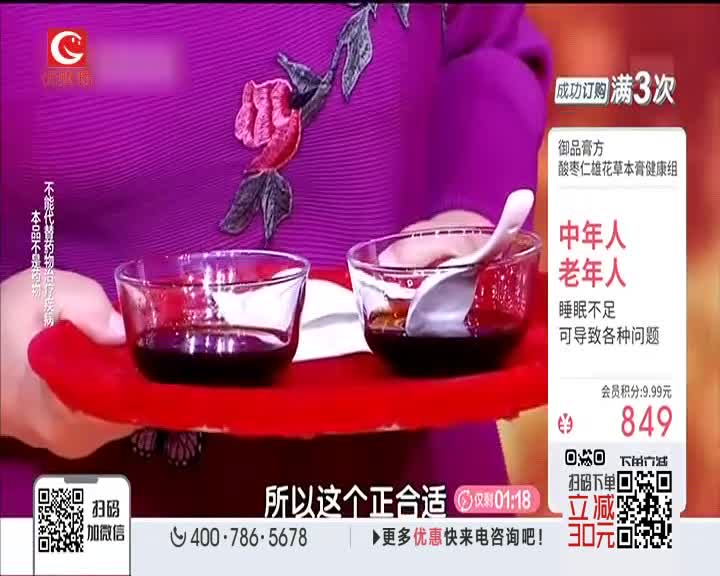 成功订购 满3次
御品膏方
酸枣仁雄花草本膏健康组
中年人
老年人
睡眠不足
可导致各种问题
会员积分:9.99元
849
下单立减
扫码下单
立减
30元
本品不是药物
不能代替药物治疗疾病
所以这个正合适
仅剩01:18
扫码
加微信
400·786·5678
更多优惠快来电咨询吧！